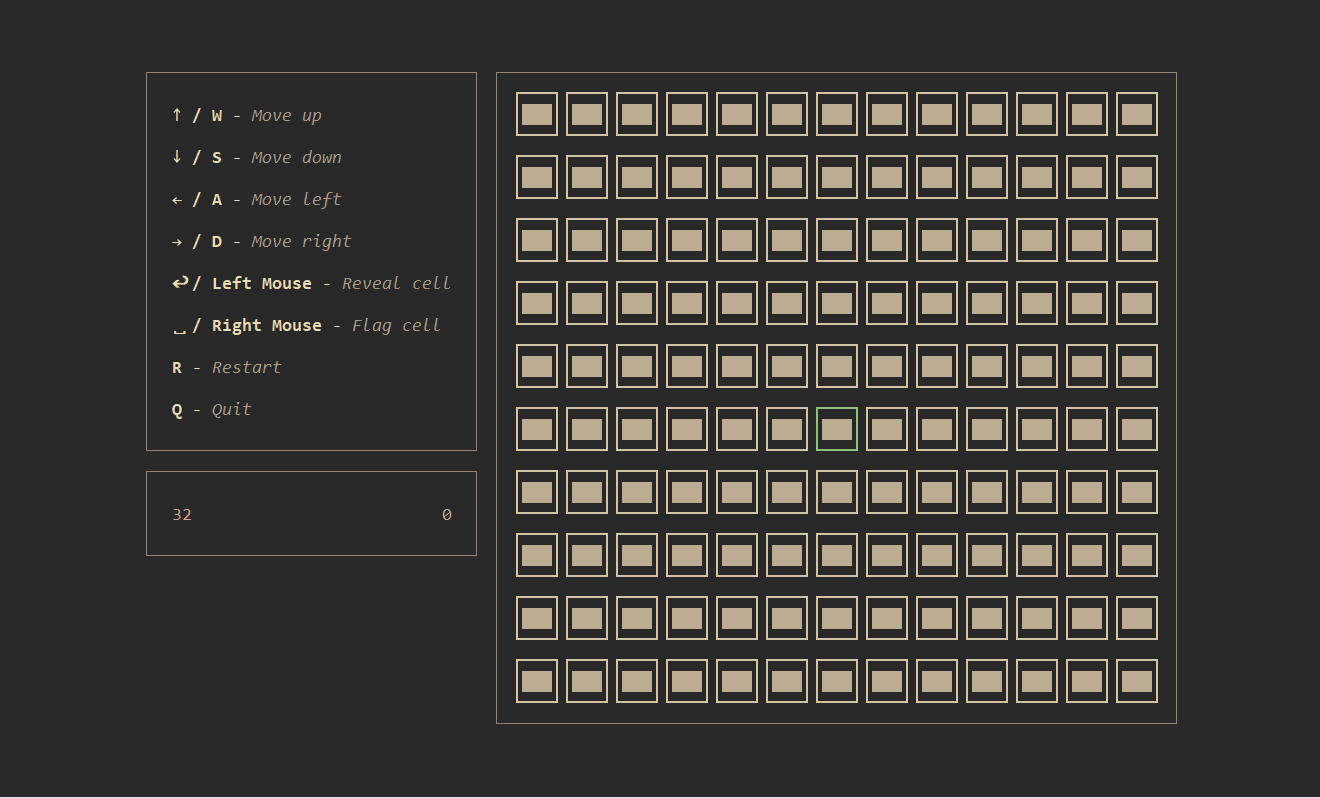 ↑ / W - Move up
↓ / S - Move down
← / A - Move left
→ / D - Move right
↩ / Left Mouse - Reveal cell
⎵ / Right Mouse - Flag cell
R - Restart
Q - Quit
32 0